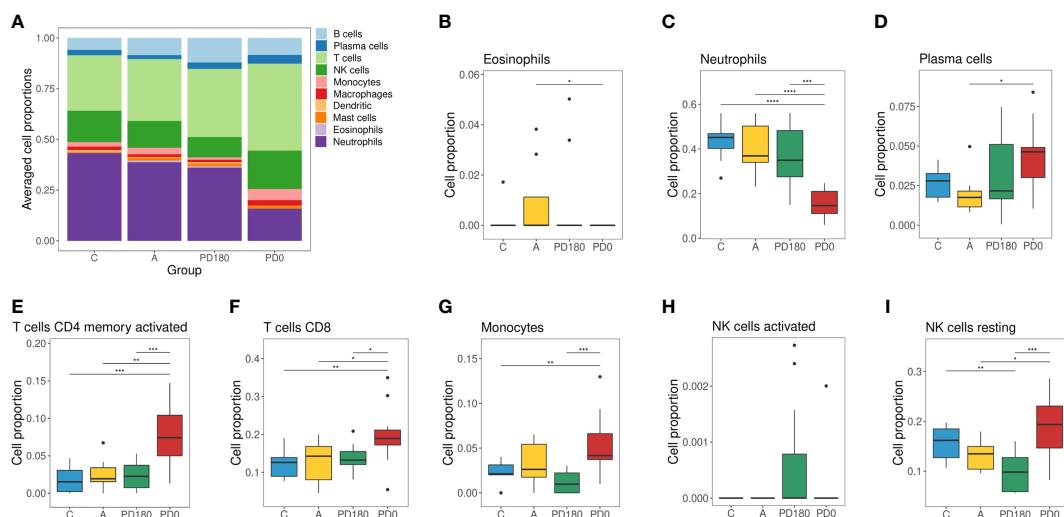 A
Averaged cell proportions
1.00
0.75
0.50
0.25
0.00
C A PD180 PD0
Group
B cells
Plasma cells
T cells
NK cells
Monocytes
Macrophages
Dendritic
Mast cells
Eosinophils
Neutrophils
B
Eosinophils
Cell proportion
0.06
0.04
0.02
0.00
*
C A PD180 PD0
C
Neutrophils
Cell proportion
0.6
0.4
0.2
0.0
***
****
****
C A PD180 PD0
D
Plasma cells
Cell proportion
0.075
0.050
0.025
0.000
*
C A PD180 PD0
E
T cells CD4 memory activated
Cell proportion
0.20
0.15
0.10
0.05
0.00
***
**
***
C A PD180 PD0
F
T cells CD8
Cell proportion
0.4
0.3
0.2
0.1
*
*
**
C A PD180 PD0
G
Monocytes
Cell proportion
0.15
0.10
0.05
0.00
***
**
C A PD180 PD0
H
NK cells activated
Cell proportion
0.002
0.001
0.000
C A PD180 PD0
I
NK cells resting
Cell proportion
0.3
0.2
0.1
***
*
**
C A PD180 PD0